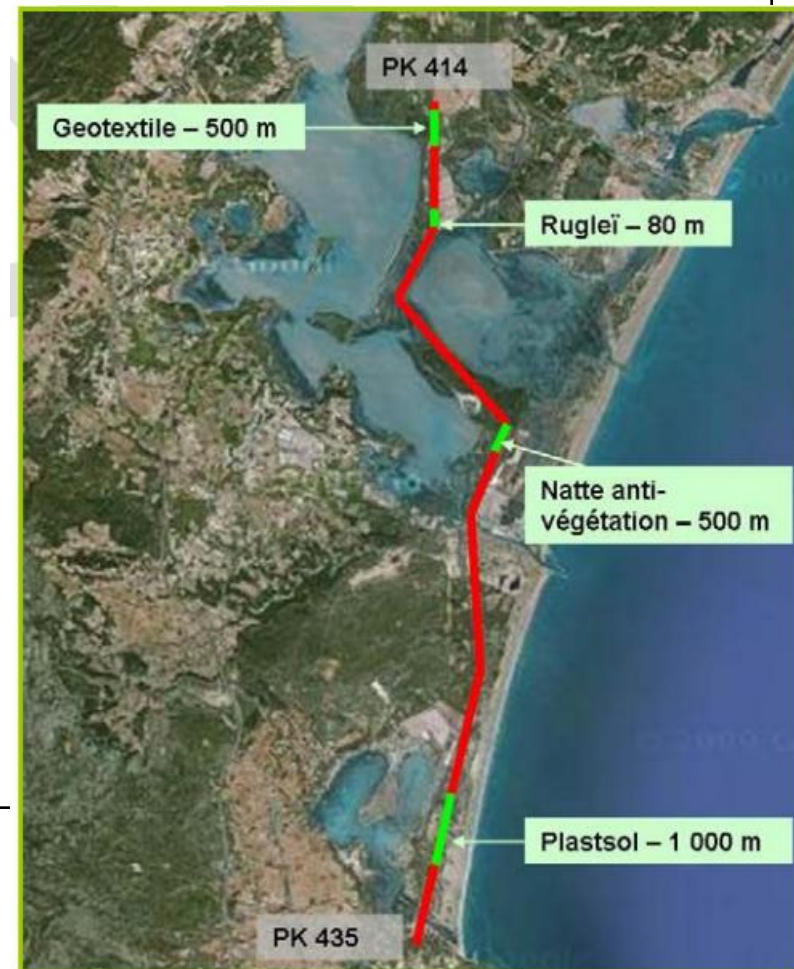 PK 414
Geotextile – 500 m
Rugleï – 80 m
Natte anti-
végétation – 500 m
Plastsol – 1 000 m
PK 435